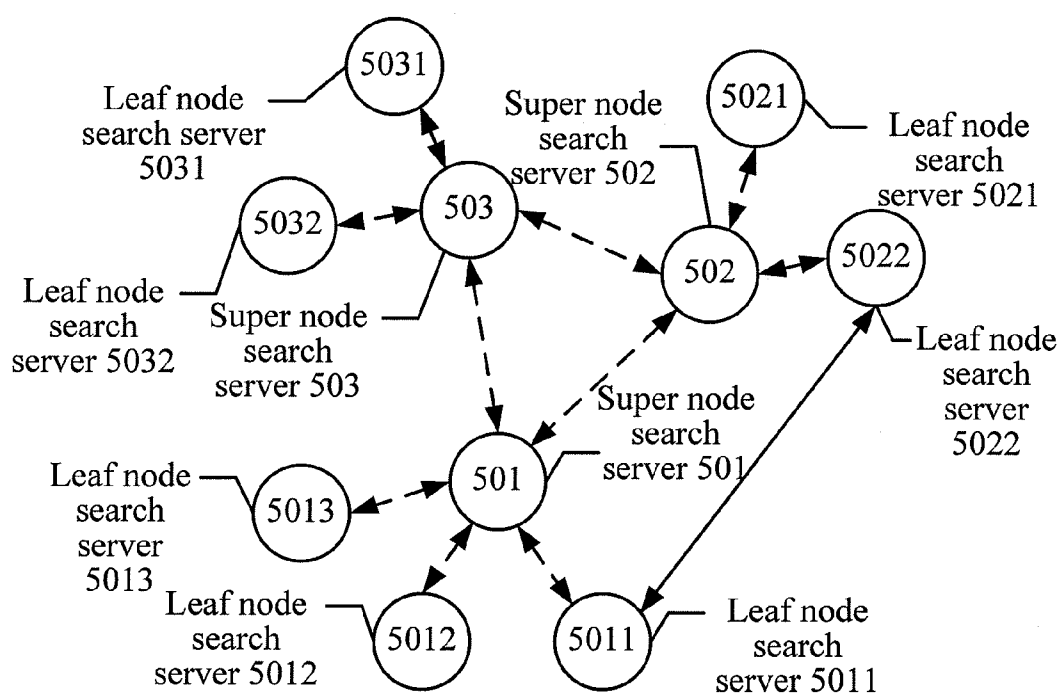 5031
Leaf node
search server
5031
Super node
search
server 502
5021
Leaf node
search
server 5021
5032
503
502
5022
Leaf node
search
server 5032
Super node
search
server 503
Leaf node
search
server
5022
Super node
search
server 501
501
Leaf node
search
server
5013
5013
Leaf node
search
server 5012
5012
5011
Leaf node
search
server 5011